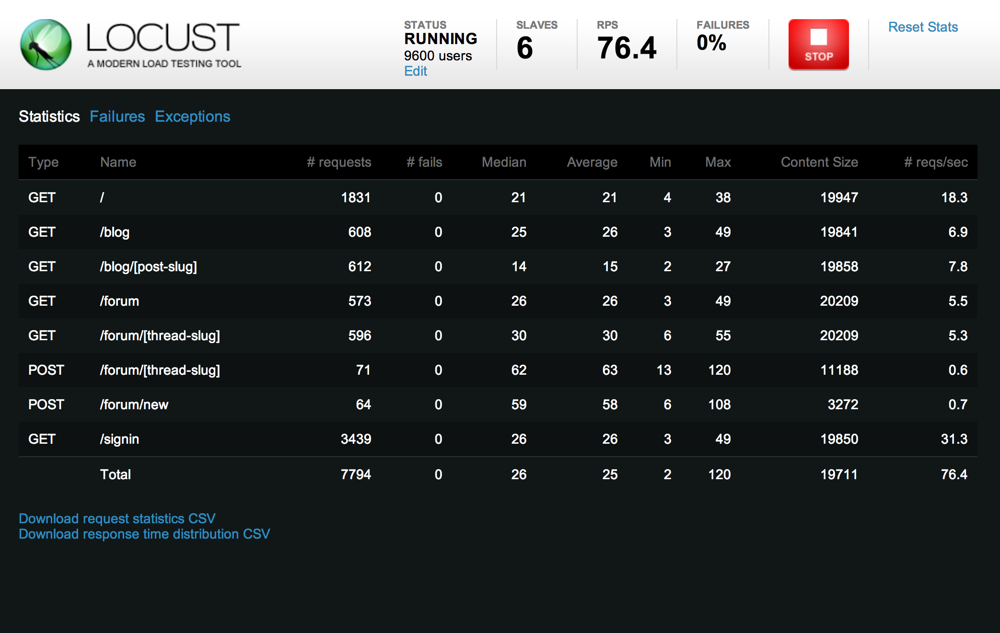 LOCUST
A MODERN LOAD TESTING TOOL
STATUS
RUNNING
9600 users
Edit
SLAVES
6
RPS
76.4
FAILURES
0%
STOP
Reset Stats
Statistics Failures Exceptions
Type Name # requests # fails Median Average Min Max Content Size # reqs/sec
GET / 1831 0 21 21 4 38 19947 18.3
GET /blog 608 0 25 26 3 49 19841 6.9
GET /blog/[post-slug] 612 0 14 15 2 27 19858 7.8
GET /forum 573 0 26 26 3 49 20209 5.5
GET /forum/[thread-slug] 596 0 30 30 6 55 20209 5.3
POST /forum/[thread-slug] 71 0 62 63 13 120 11188 0.6
POST /forum/new 64 0 59 58 6 108 3272 0.7
GET /signin 3439 0 26 26 3 49 19850 31.3
Total 7794 0 26 25 2 120 19711 76.4
Download request statistics CSV
Download response time distribution CSV